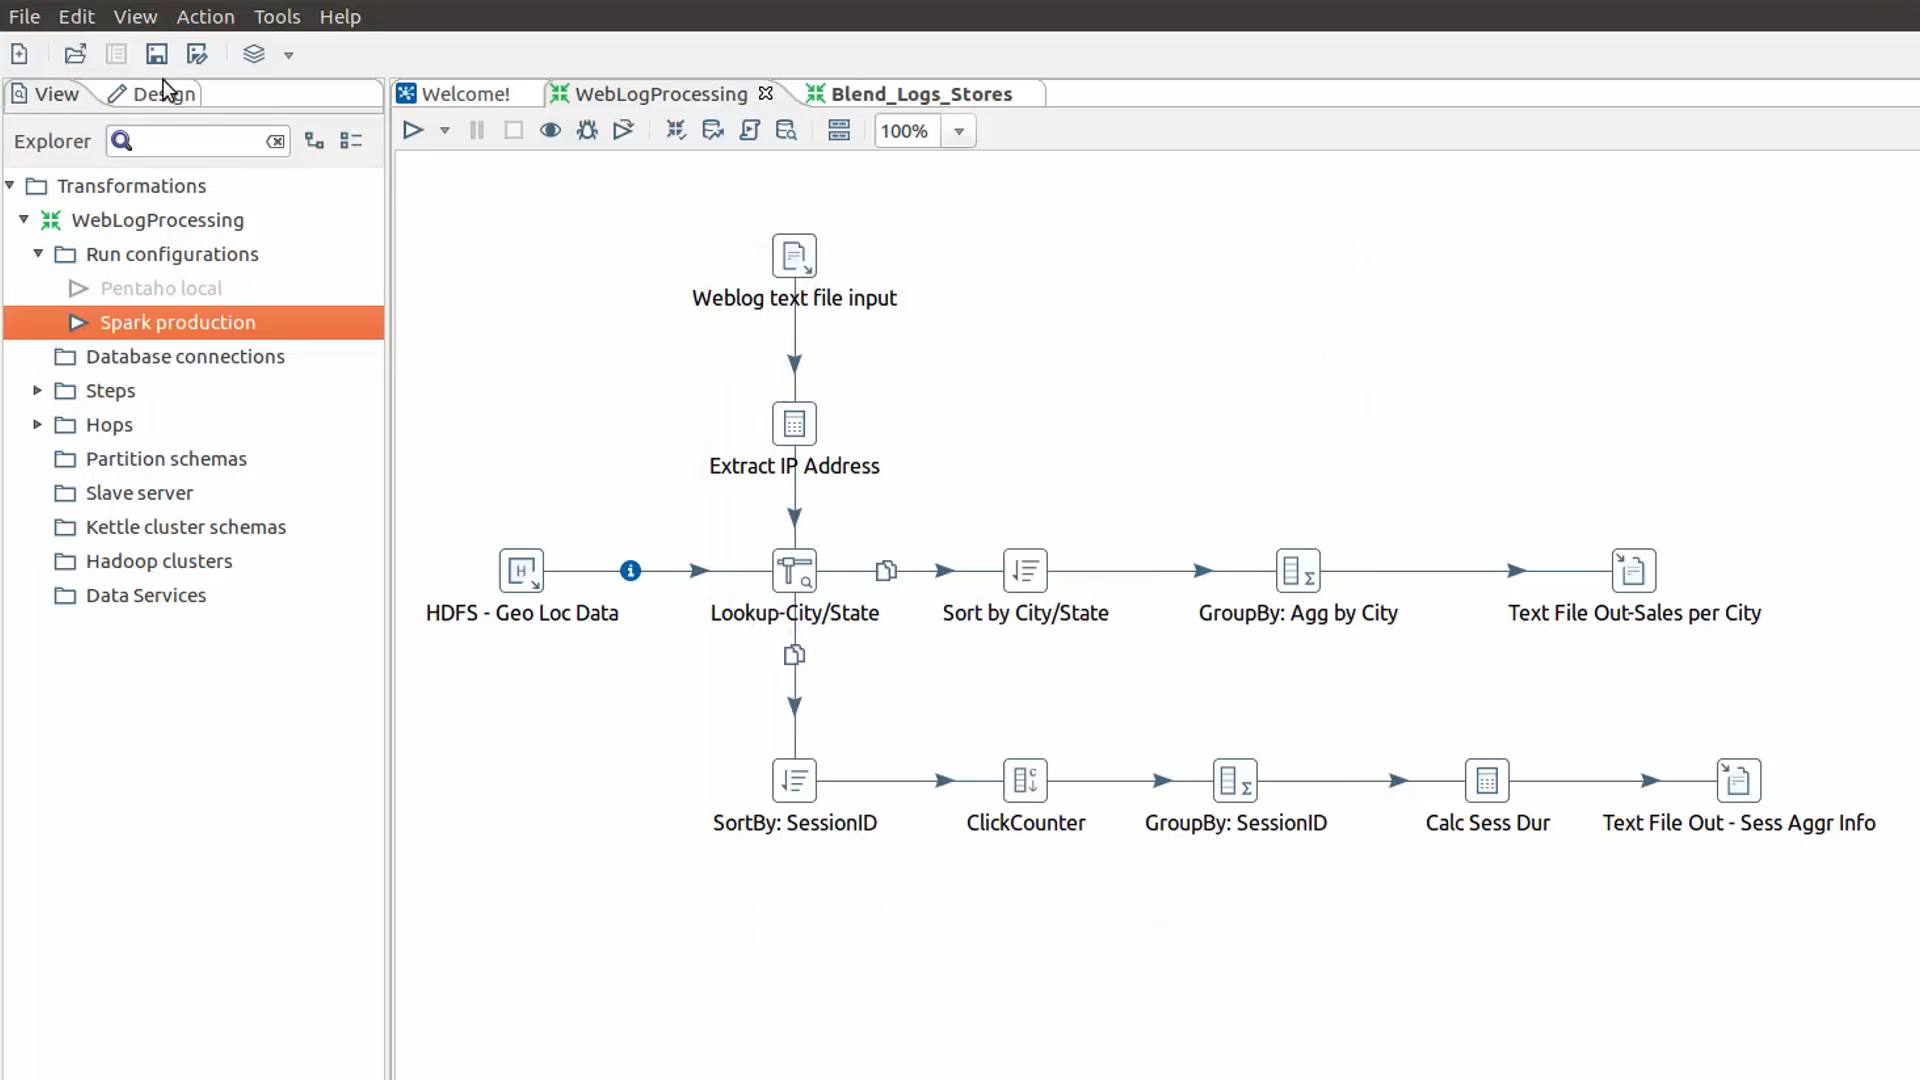 File Edit View Action Tools Help
View Design
Welcome! WebLogProcessing Blend_Logs_Stores
Explorer
100%
Transformations
WebLogProcessing
Run configurations
Pentaho local
Spark production
Database connections
Steps
Hops
Partition schemas
Slave server
Kettle cluster schemas
Hadoop clusters
Data Services
Weblog text file input
Extract IP Address
HDFS - Geo Loc Data
Lookup-City/State
Sort by City/State
GroupBy: Agg by City
Text File Out-Sales per City
SortBy: SessionID
ClickCounter
GroupBy: SessionID
Calc Sess Dur
Text File Out - Sess Aggr Info